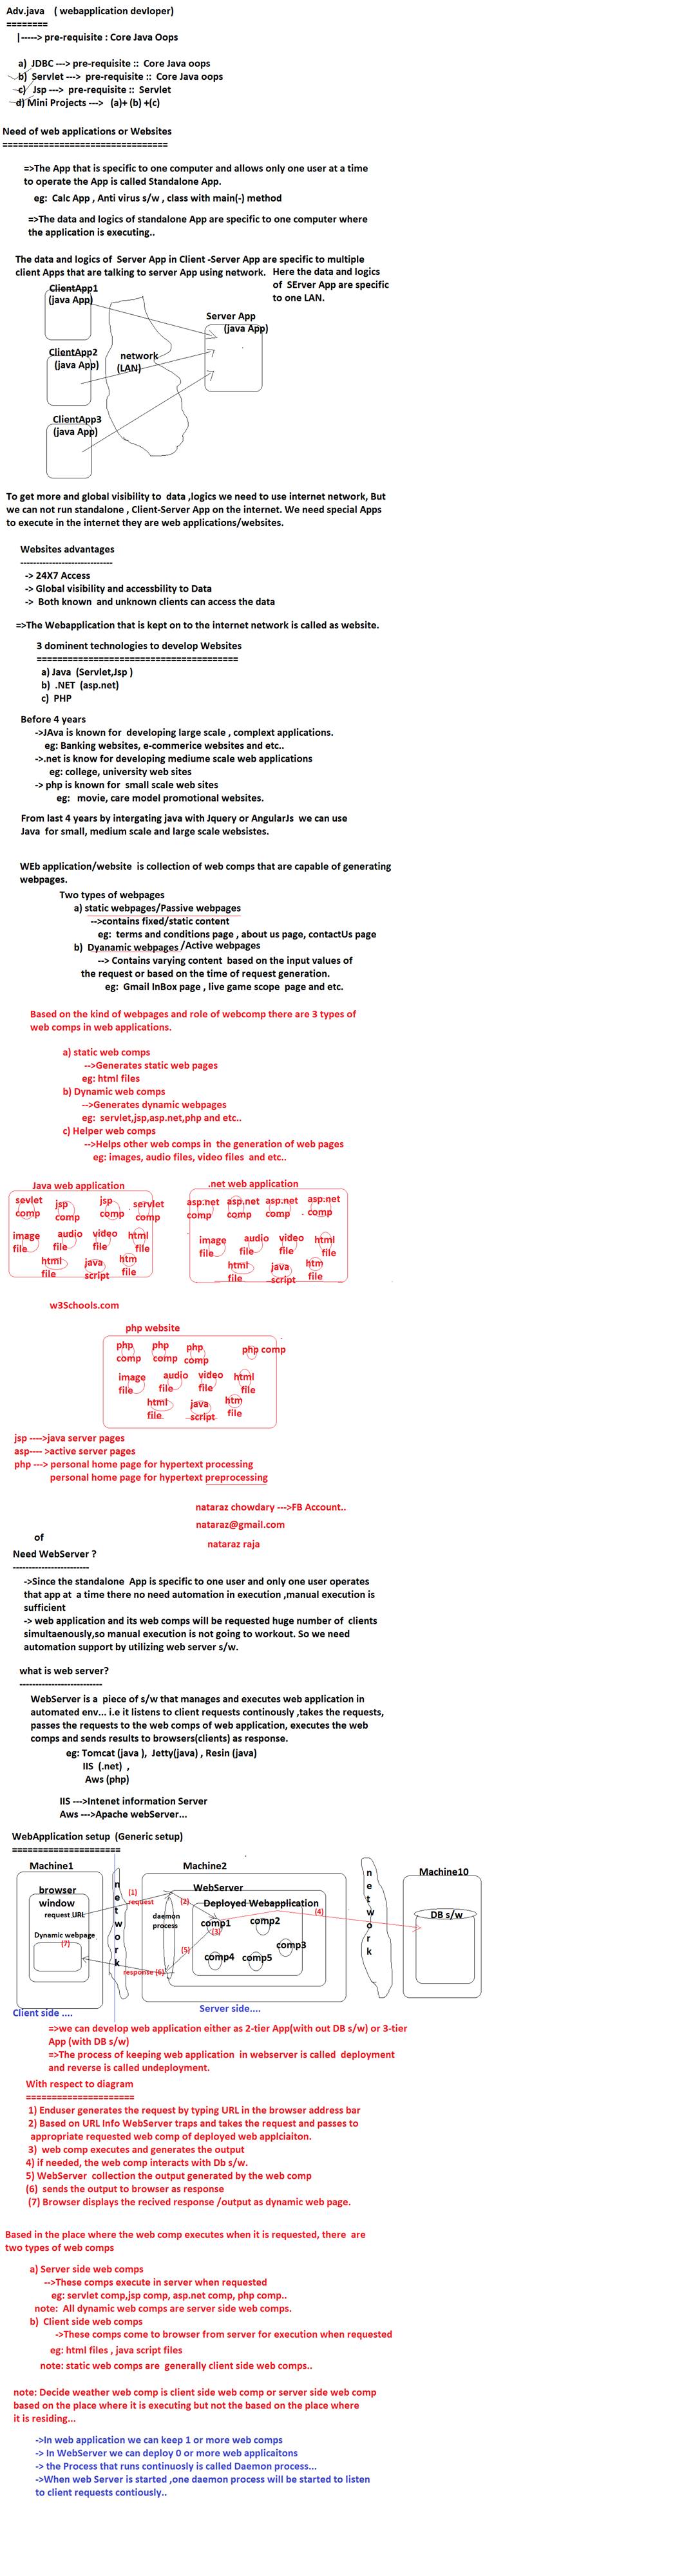 Adv.java    ( webapplication devloper)
========
|-----> pre-requisite : Core Java Oops
a)  JDBC ---> pre-requisite ::  Core Java oops
b)  Servlet --->  pre-requisite ::  Core Java oops
c)   Jsp --->  pre-requisite ::  Servlet
d) Mini Projects --->   (a)+ (b) +(c)
Need of web applications or Websites
================================
=>The App that is specific to one computer and allows only one user at a time
to operate the App is called Standalone App.
eg:  Calc App , Anti virus s/w , class with main(-) method
=>The data and logics of standalone App are specific to one computer where
the application is executing..
The data and logics of  Server App in Client -Server App are specific to multiple
client Apps that are talking to server App using network.
Here the data and logics
of  SErver App are specific
to one LAN.
ClientApp1
(java App)
Server App
(java App)
ClientApp2
(java App)
network
(LAN)
ClientApp3
(java App)
To get more and global visibility to  data ,logics we need to use internet network, But
we can not run standalone , Client-Server App on the internet. We need special Apps
to execute in the internet they are web applications/websites.
Websites advantages
-----------------------------
-> 24X7 Access
-> Global visibility and accessbility to Data
->  Both known  and unknown clients can access the data
=>The Webapplication that is kept on to the internet network is called as website.
3 dominent technologies to develop Websites
=======================================
a) Java  (Servlet,Jsp )
b)  .NET  (asp.net)
c)  PHP
Before 4 years
->JAva is known for  developing large scale , complext applications.
eg: Banking websites, e-commerice websites and etc..
->.net is know for developing mediume scale web applications
eg: college, university web sites
-> php is known for  small scale web sites
eg:   movie, care model promotional websites.
From last 4 years by intergating java with Jquery or AngularJs  we can use
Java  for small, medium scale and large scale websistes.
WEb application/website  is collection of web comps that are capable of generating
webpages.
Two types of webpages
a) static webpages/Passive webpages
-->contains fixed/static content
eg:  terms and conditions page , about us page, contactUs page
b)  Dyanamic webpages /Active webpages
--> Contains varying content  based on the input values of
the request or based on the time of request generation.
eg:  Gmail InBox page , live game scope  page and etc.
Based on the kind of webpages and role of webcomp there are 3 types of
web comps in web applications.
a) static web comps
-->Generates static web pages
eg: html files
b) Dynamic web comps
-->Generates dynamic webpages
eg:  servlet,jsp,asp.net,php and etc..
c) Helper web comps
-->Helps other web comps in  the generation of web pages
eg: images, audio files, video files  and etc..
Java web application
sevlet comp
jsp comp
jsp comp
servlet comp
image file
audio file
video file
html file
html file
java script
htm file
.net web application
asp.net comp
asp.net comp
asp.net comp
asp.net comp
image file
audio file
video file
html file
html file
java script
htm file
w3Schools.com
php website
php comp
php comp
php comp
php comp
image file
audio file
video file
html file
html file
java script
htm file
jsp ---->java server pages
asp---- >active server pages
php ---> personal home page for hypertext processing
personal home page for hypertext preprocessing
nataraz chowdary --->FB Account..
nataraz@gmail.com
nataraz raja
of
Need WebServer ?
------------------------
->Since the standalone  App is specific to one user and only one user operates
that app at  a time there no need automation in execution ,manual execution is
sufficient
-> web application and its web comps will be requested huge number of  clients
simultaenously,so manual execution is not going to workout. So we need
automation support by utilizing web server s/w.
what is web server?
--------------------------
WebServer is a  piece of s/w that manages and executes web application in
automated env... i.e it listens to client requests continously ,takes the requests,
passes the requests to the web comps of web application, executes the web
comps and sends results to browsers(clients) as response.
eg: Tomcat (java ),  Jetty(java) , Resin (java)
IIS  (.net)  ,
Aws (php)
IIS --->Intenet information Server
Aws --->Apache webServer...
WebApplication setup  (Generic setup)
=====================
Machine1
Machine2
Machine10
browser
window
request URL
Dynamic webpage
(7)
network
(1)
request
response (6)
WebServer
(2)
daemon
process
(5)
Deployed Webapplication
comp1
comp2
(3)
comp3
comp4
comp5
(4)
network
DB s/w
Client side ....
Server side....
=>we can develop web application either as 2-tier App(with out DB s/w) or 3-tier
App (with DB s/w)
=>The process of keeping web application  in webserver is called  deployment
and reverse is called undeployment.
With respect to diagram
=====================
1) Enduser generates the request by typing URL in the browser address bar
2) Based on URL Info WebServer traps and takes the request and passes to
appropriate requested web comp of deployed web applciaiton.
3)  web comp executes and generates the output
4) if needed, the web comp interacts with Db s/w.
5) WebServer  collection the output generated by the web comp
(6)  sends the output to browser as response
(7) Browser displays the recived response /output as dynamic web page.
Based in the place where the web comp executes when it is requested, there  are
two types of web comps
a) Server side web comps
-->These comps execute in server when requested
eg: servlet comp,jsp comp, asp.net comp, php comp..
note:  All dynamic web comps are server side web comps.
b)  Client side web comps
->These comps come to browser from server for execution when requested
eg: html files , java script files
note: static web comps are  generally client side web comps..
note: Decide weather web comp is client side web comp or server side web comp
based on the place where it is executing but not the based on the place where
it is residing...
->In web application we can keep 1 or more web comps
-> In WebServer we can deploy 0 or more web applicaitons
-> the Process that runs continuosly is called Daemon process...
->When web Server is started ,one daemon process will be started to listen
to client requests contiously..